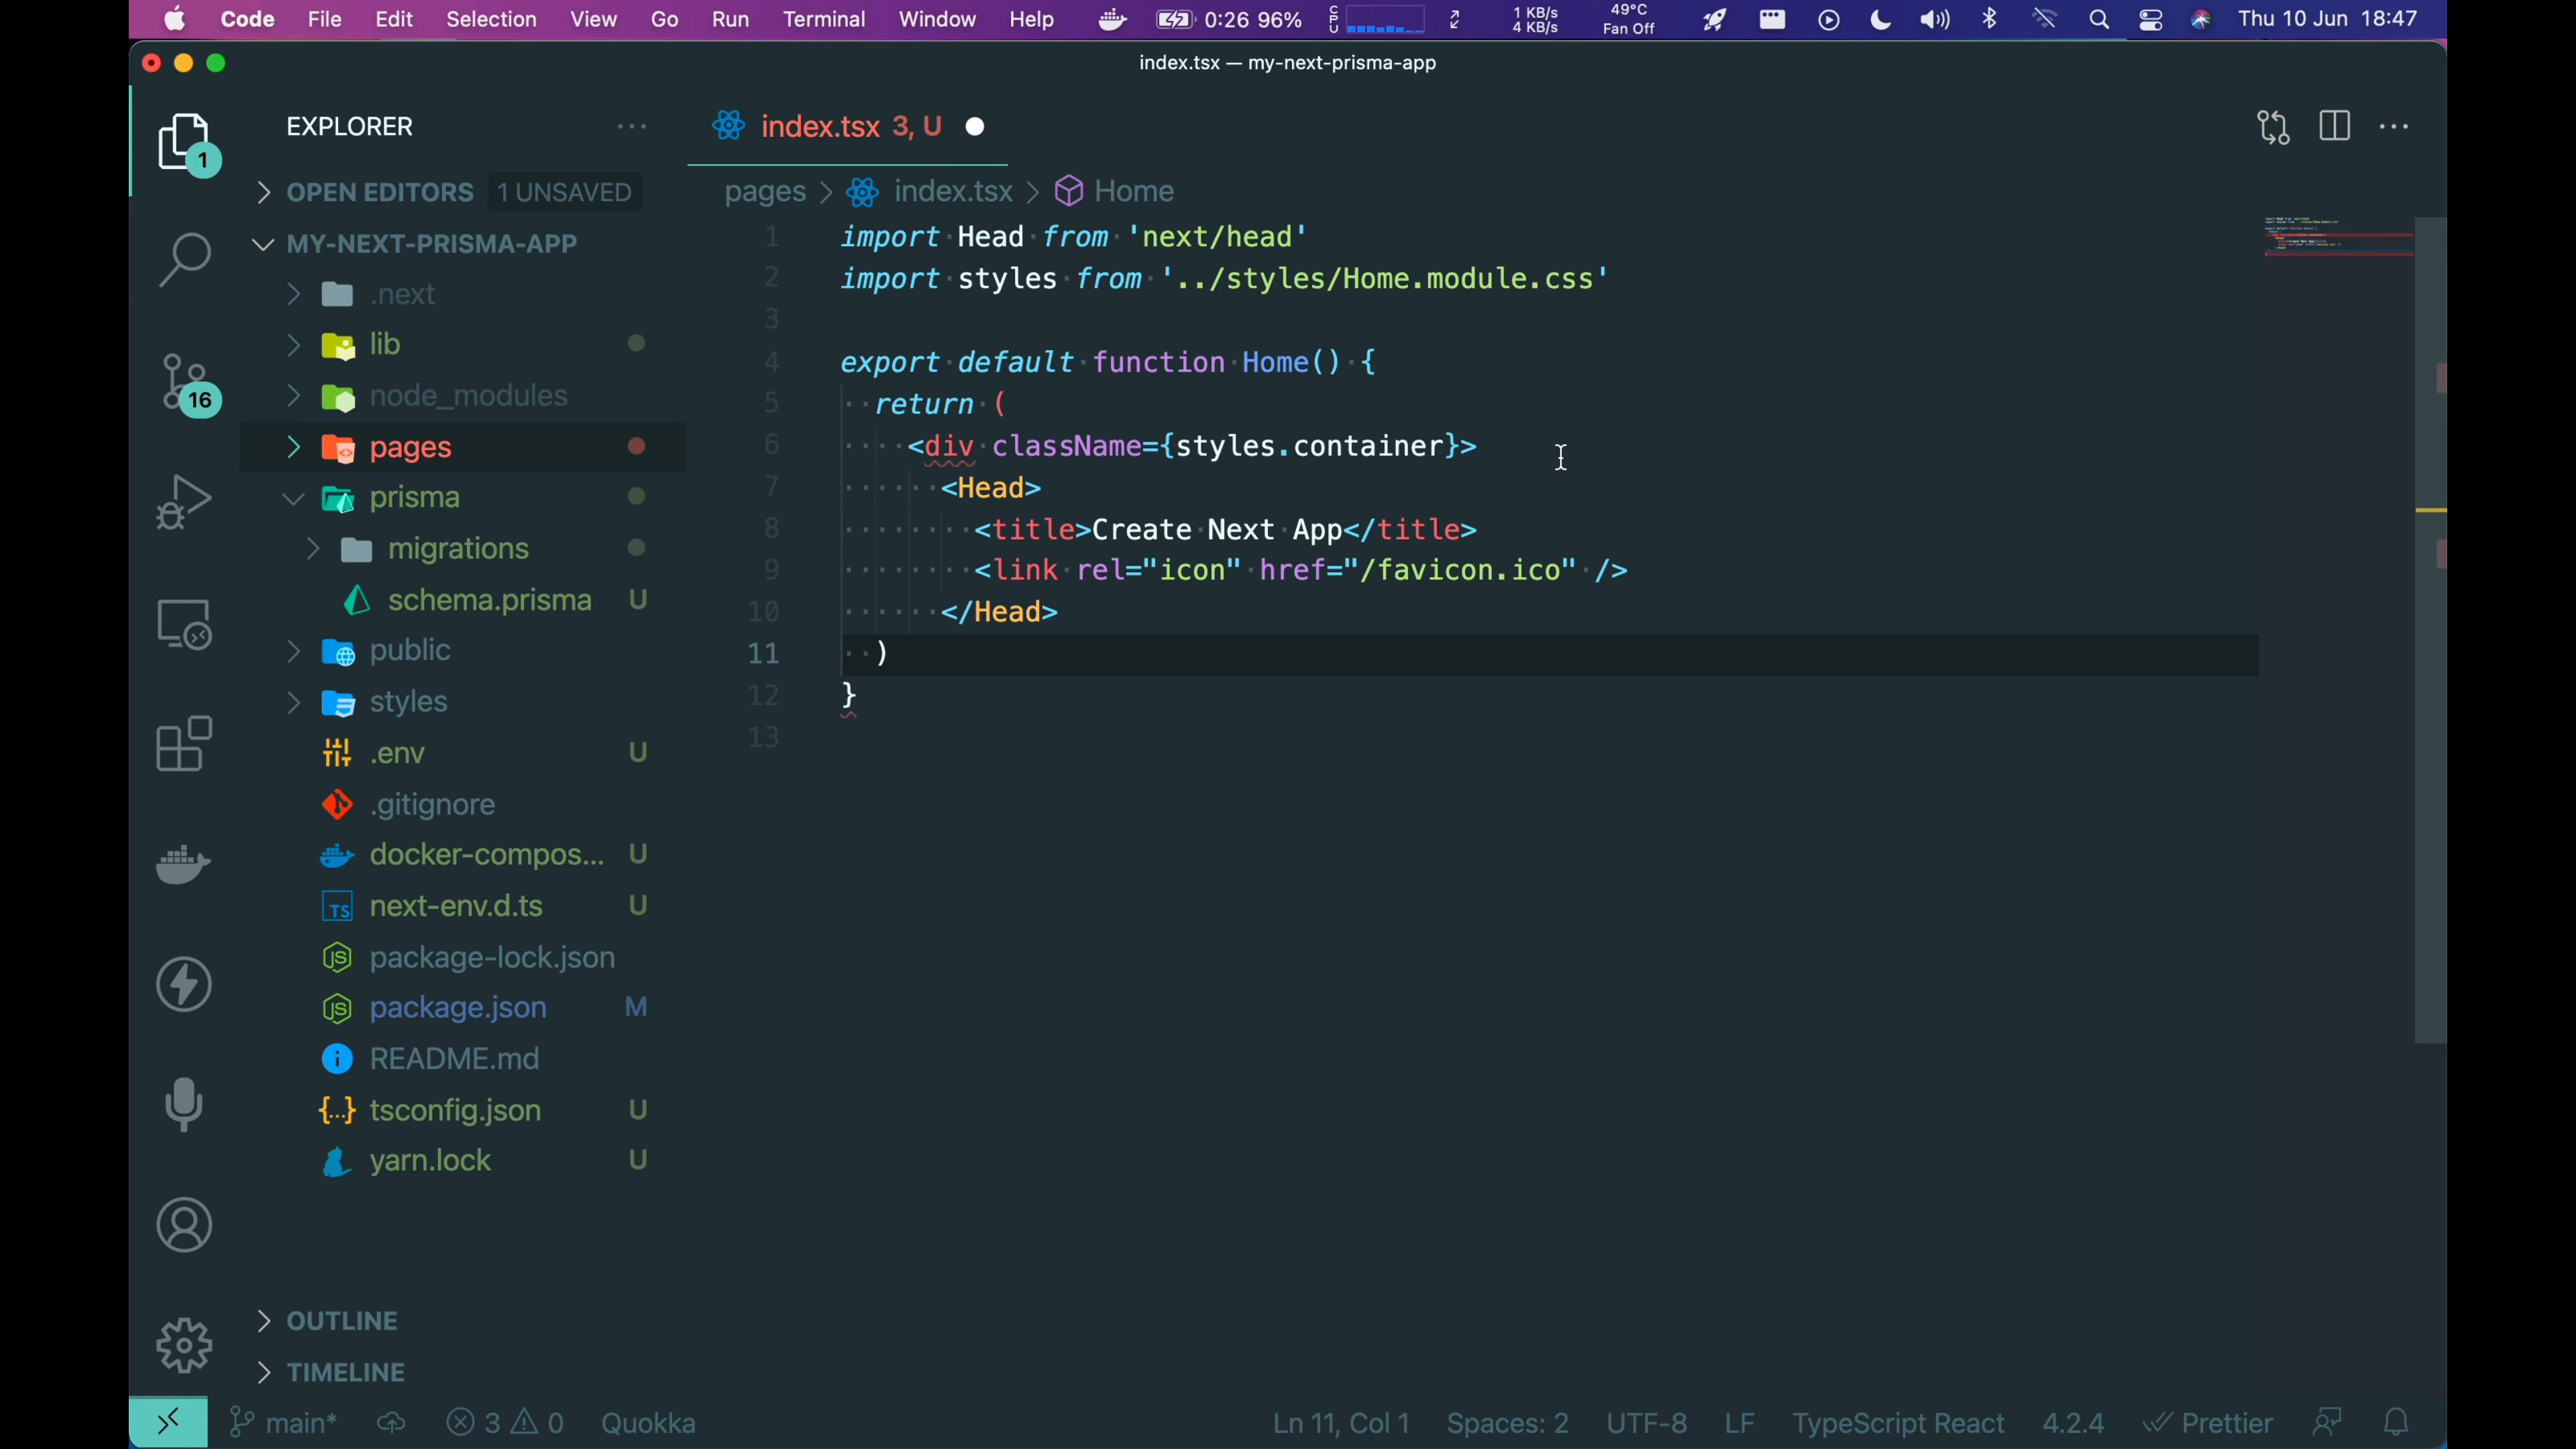 Code File Edit Selection View Go Run Terminal Window Help 0:26 96% CPU 1 KB/s 4 KB/s 49°C Fan Off Thu 10 Jun 18:47
index.tsx — my-next-prisma-app
EXPLORER
index.tsx 3, U
1
OPEN EDITORS 1 UNSAVED
pages > index.tsx > Home
MY-NEXT-PRISMA-APP
.next
lib
node_modules
16
pages
prisma
migrations
schema.prisma U
public
styles
.env U
.gitignore
docker-compos... U
TS next-env.d.ts U
JS package-lock.json
JS package.json M
README.md
{...} tsconfig.json U
yarn.lock U
OUTLINE
TIMELINE
1 import Head from 'next/head'
2 import styles from '../styles/Home.module.css'
3
4 export default function Home() {
5 return (
6 <div className={styles.container}>
7 <Head>
8 <title>Create Next App</title>
9 <link rel="icon" href="/favicon.ico" />
10 </Head>
11 )
12 }
13
main* 3 0 Quokka Ln 11, Col 1 Spaces: 2 UTF-8 LF TypeScript React 4.2.4 Prettier